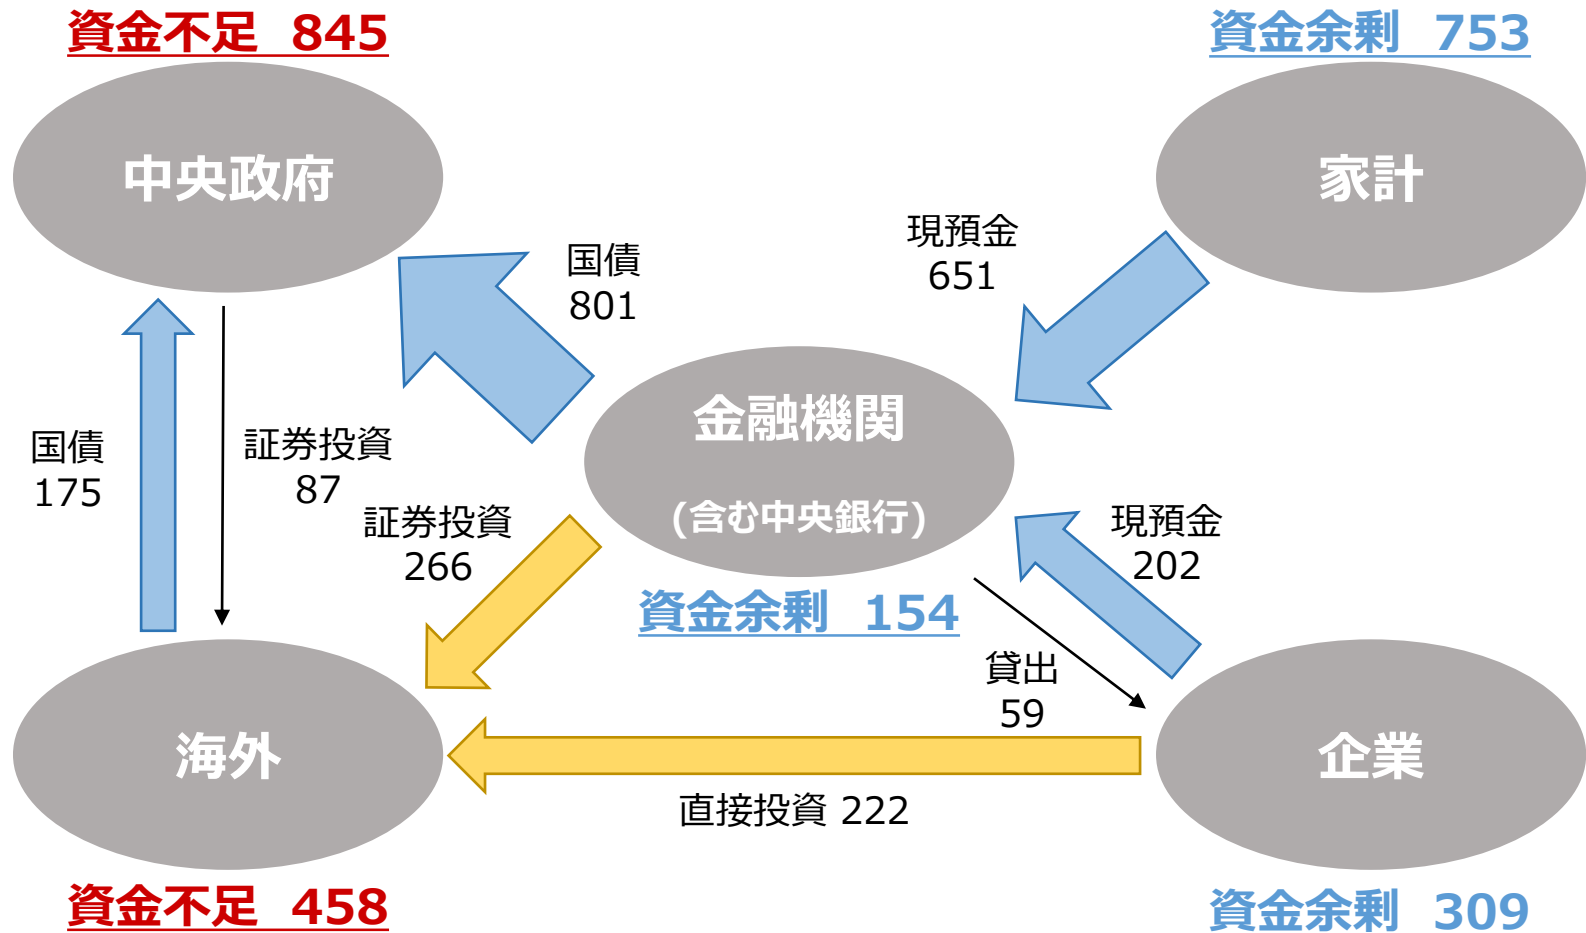 資金不足 845
資金余剰 753
中央政府
家計
現預金
651
国債
801
金融機関
(含む中央銀行)
国債
175
証券投資
87
証券投資
266
現預金
202
資金余剰 154
貸出
59
海外
企業
直接投資 222
資金不足 458
資金余剰 309